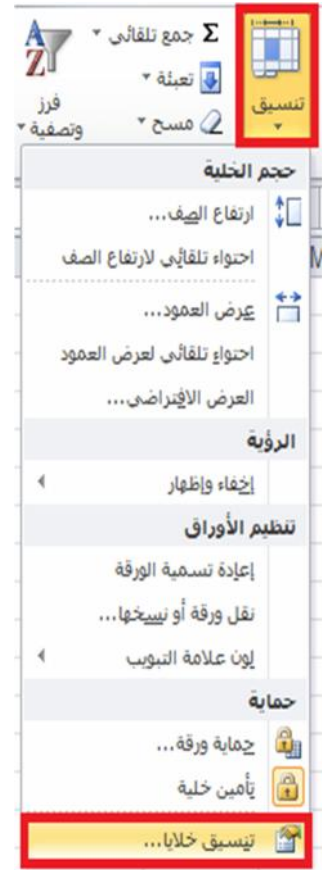 Σ جمع تلقائي
تعبئة
مسح
تنسيق
فرز
وتصفية
حجم الخلية
ارتفاع الصف...
احتواء تلقائي لارتفاع الصف
عرض العمود...
احتواء تلقائي لعرض العمود
العرض الافتراضي...
الرؤية
إخفاء وإظهار
تنظيم الأوراق
إعادة تسمية الورقة
نقل ورقة أو نسخها...
لون علامة التبويب
حماية
حماية ورقة...
تأمين خلية
تنسيق خلايا...